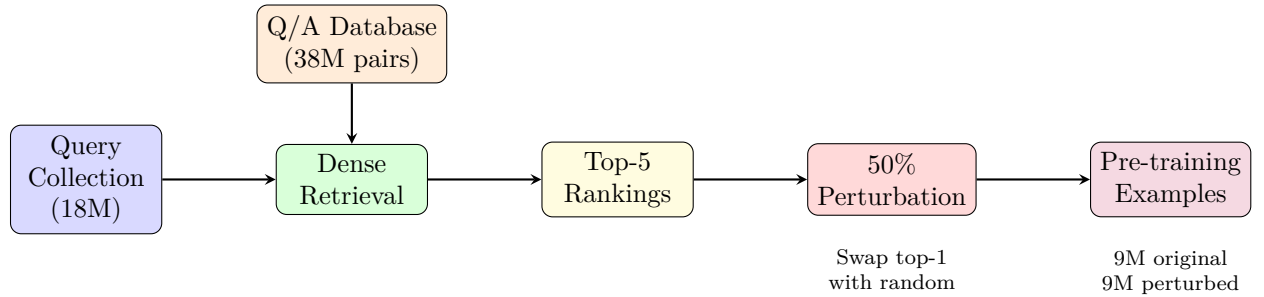 Q/A Database
(38M pairs)
Query
Collection
(18M)
Dense
Retrieval
Top-5
Rankings
50%
Perturbation
Pre-training
Examples
Swap top-1
with random
9M original
9M perturbed